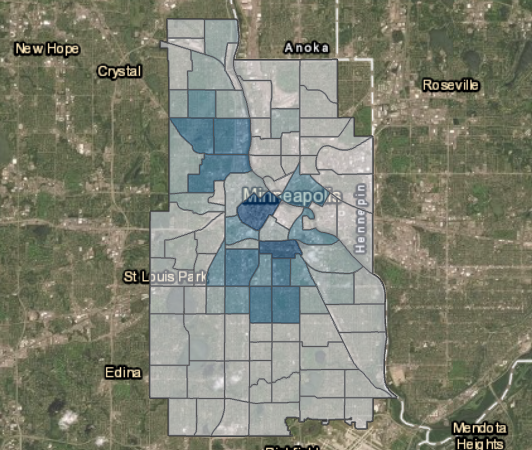 New Hope
Anoka
Crystal
Roseville
Minneapolis
Hennepin
St Louis Park
Edina
Mendota
Heights